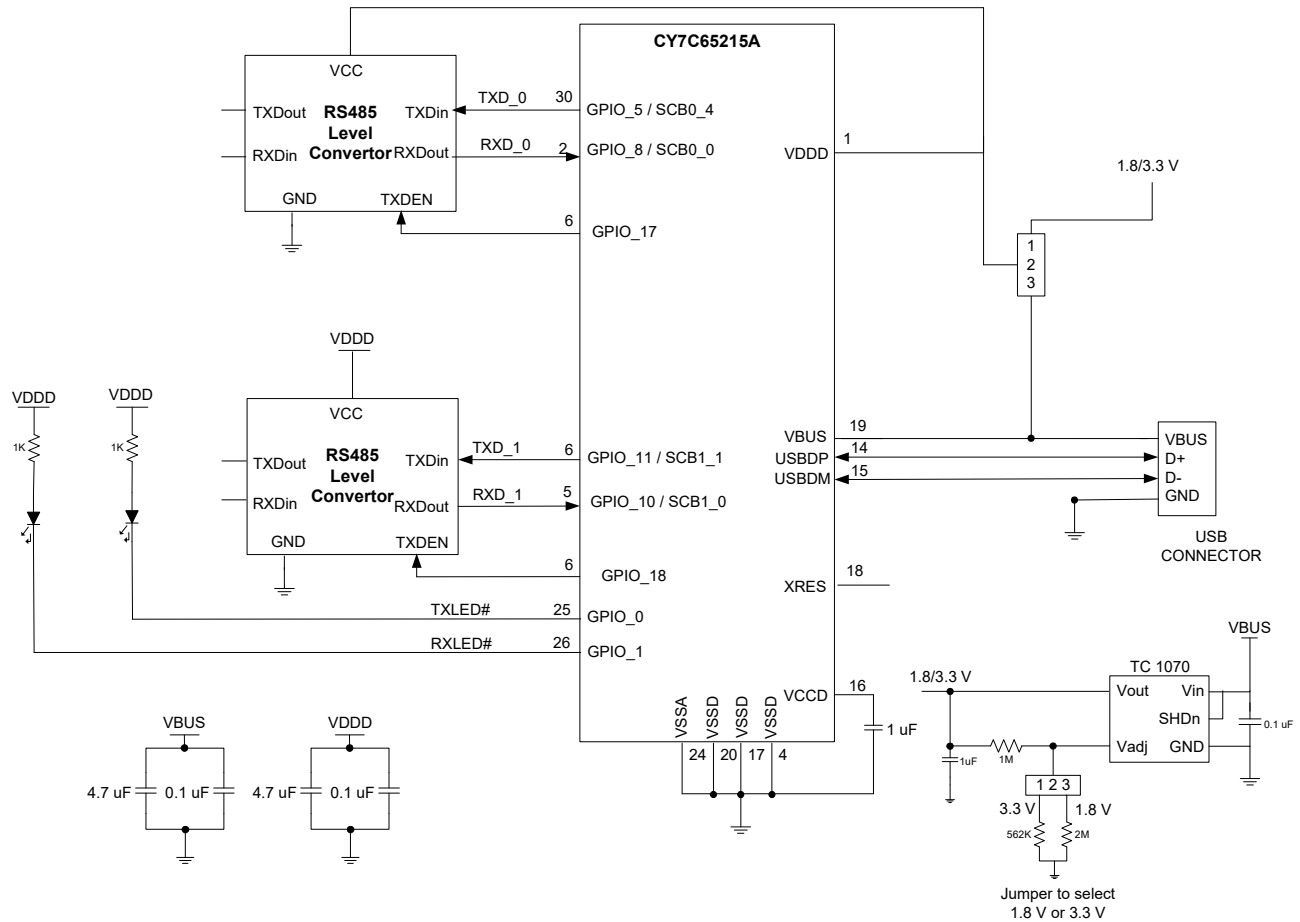 CY7C65215A
VCC
TXDout
RS485
Level
Convertor
TXDin
RXDin
RXDout
GND
TXDEN
TXD_0
30
GPIO_5 / SCB0_4
RXD_0
2
GPIO_8 / SCB0_0
6
GPIO_17
VDDD
1
1.8/3.3 V
1
2
3
VDDD
VCC
TXDout
RS485
Level
Convertor
TXDin
RXDin
RXDout
GND
TXDEN
TXD_1
6
GPIO_11 / SCB1_1
RXD_1
5
GPIO_10 / SCB1_0
6
GPIO_18
VDDD
VDDD
1K
1K
TXLED#
25
GPIO_0
RXLED#
26
GPIO_1
VBUS
19
USBDP
14
USBDM
15
VBUS
D+
D-
GND
USB
CONNECTOR
XRES
18
VCCD
16
1 uF
VSSA
VSSD
VSSD
VSSD
24
20
17
4
VBUS
4.7 uF
0.1 uF
VDDD
4.7 uF
0.1 uF
VBUS
TC 1070
1.8/3.3 V
Vout
Vin
SHDn
Vadj
GND
0.1 uF
1uF
1M
1 2 3
3.3 V
1.8 V
562K
2M
Jumper to select
1.8 V or 3.3 V